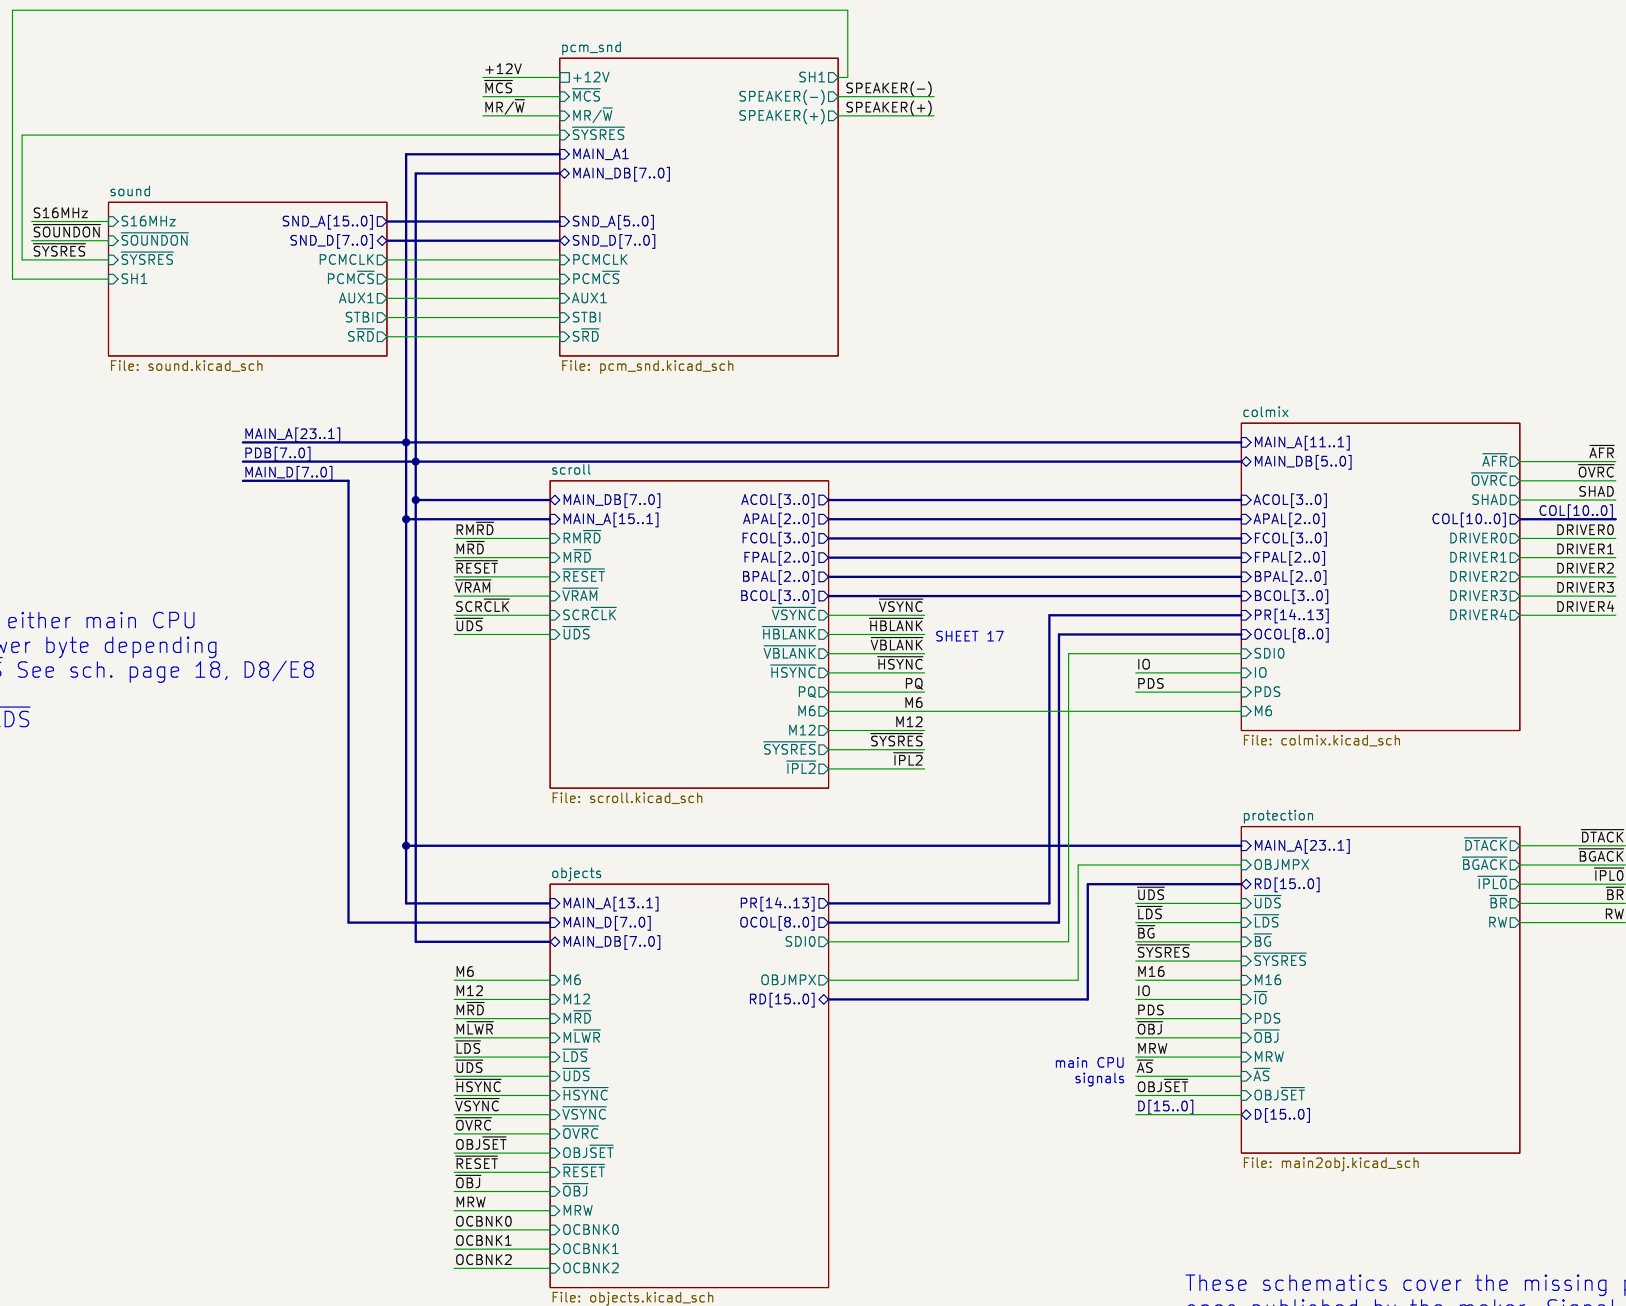 pcm_snd
+12V
MCS
MR/W
+12V
MCS
MR/W
SYSRES
MAIN_A1
MAIN_DB[7..0]
SND_A[5..0]
SND_D[7..0]
PCMCLK
PCMCS
AUX1
STBI
SRD
SH1
SPEAKER(-)
SPEAKER(+)
SPEAKER(-)
SPEAKER(+)
File: pcm_snd.kicad_sch
sound
S16MHz
SOUNDON
SYSRES
S16MHz
SOUNDON
SYSRES
SH1
SND_A[15..0]
SND_D[7..0]
PCMCLK
PCMCS
AUX1
STBI
SRD
File: sound.kicad_sch
MAIN_A[23..1]
PDB[7..0]
MAIN_D[7..0]
scroll
RMRD
MRD
RESET
VRAM
SCRCLK
UDS
MAIN_DB[7..0]
MAIN_A[15..1]
RMRD
MRD
RESET
VRAM
SCRCLK
UDS
ACOL[3..0]
APAL[2..0]
FCOL[3..0]
FPAL[2..0]
BPAL[2..0]
BCOL[3..0]
VSYNC
HBLANK
VBLANK
HSYNC
PQ
M6
M12
SYSRES
IPL2
VSYNC
HBLANK
VBLANK
HSYNC
PQ
M6
M12
SYSRES
IPL2
SHEET 17
File: scroll.kicad_sch
colmix
MAIN_A[11..1]
MAIN_DB[5..0]
ACOL[3..0]
APAL[2..0]
FCOL[3..0]
FPAL[2..0]
BPAL[2..0]
BCOL[3..0]
PR[14..13]
OCOL[8..0]
SDI0
IO
PDS
M6
IO
PDS
AFR
OVRC
SHAD
COL[10..0]
DRIVER0
DRIVER1
DRIVER2
DRIVER3
DRIVER4
AFR
OVRC
SHAD
COL[10..0]
DRIVER0
DRIVER1
DRIVER2
DRIVER3
DRIVER4
File: colmix.kicad_sch
either main CPU
wer byte depending
See sch. page 18, D8/E8
DS
objects
MAIN_A[13..1]
MAIN_D[7..0]
MAIN_DB[7..0]
M6
M12
MRD
MLWR
LDS
UDS
HSYNC
VSYNC
OVRC
OBJSET
RESET
OBJ
MRW
OCBNK0
OCBNK1
OCBNK2
M6
M12
MRD
MLWR
LDS
UDS
HSYNC
VSYNC
OVRC
OBJSET
RESET
OBJ
MRW
OCBNK0
OCBNK1
OCBNK2
PR[14..13]
OCOL[8..0]
SDI0
OBJMPX
RD[15..0]
File: objects.kicad_sch
protection
MAIN_A[23..1]
OBJMPX
RD[15..0]
UDS
LDS
BG
SYSRES
M16
IO
PDS
OBJ
MRW
AS
OBJSET
D[15..0]
UDS
LDS
BG
SYSRES
M16
IO
PDS
OBJ
MRW
AS
OBJSET
D[15..0]
main CPU
signals
DTACK
BGACK
IPL0
BR
RW
DTACK
BGACK
IPL0
BR
RW
File: main2obj.kicad_sch
These schematics cover the missing p
once published by the maker. Signal